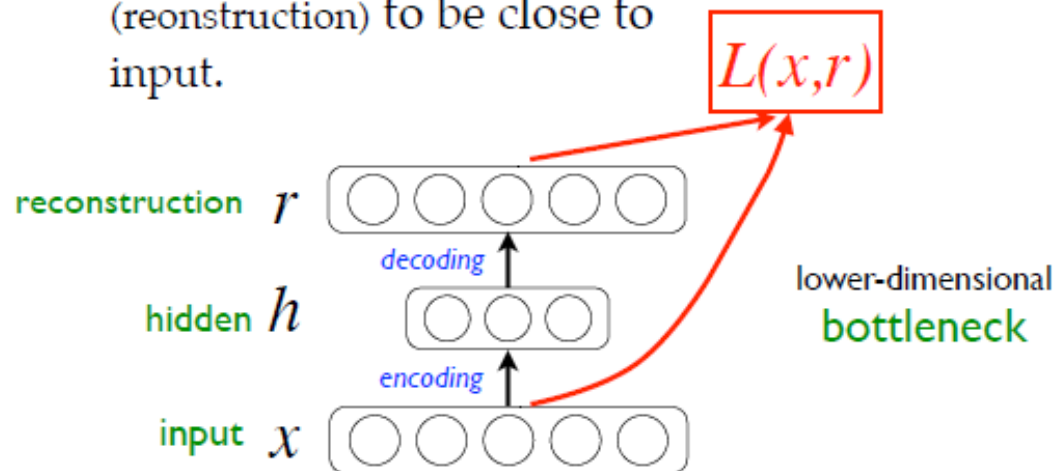 (reonstruction) to be close to
input.
L(x,r)
reconstruction r
decoding
hidden h
lower-dimensional
bottleneck
encoding
input x